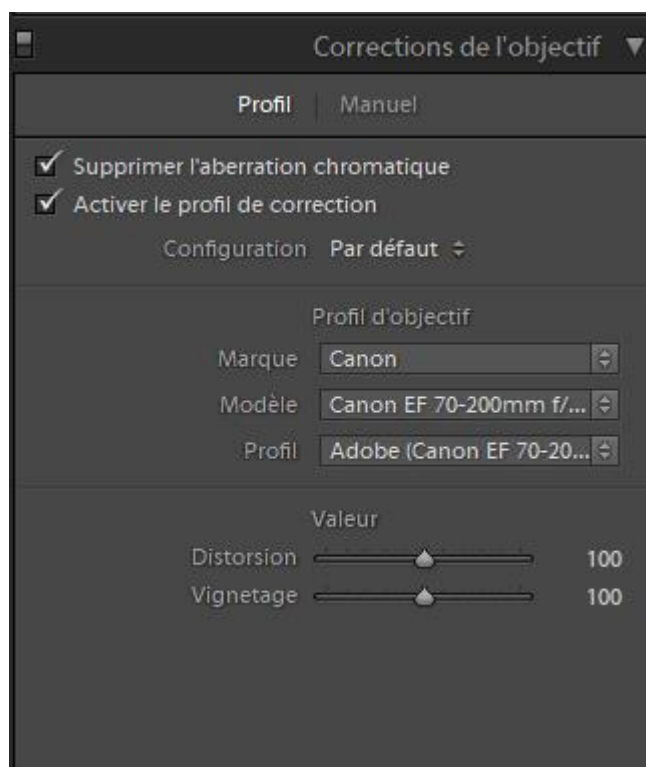 Corrections de l'objectif
Profil | Manuel
Supprimer l'aberration chromatique
Activer le profil de correction
Configuration Par défaut
Profil d'objectif
Marque Canon
Modèle Canon EF 70-200mm f/...
Profil Adobe (Canon EF 70-20...
Valeur
Distorsion 100
Vignetage 100